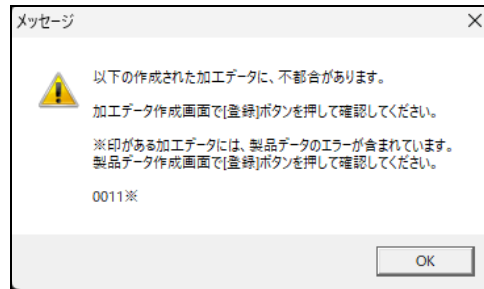 メッセージ
以下の作成された加工データに、不都合があります。
加工データ作成画面で[登録]ボタンを押して確認してください。
※印がある加工データには、製品データのエラーが含まれています。
製品データ作成画面で[登録]ボタンを押して確認してください。
0011※
OK